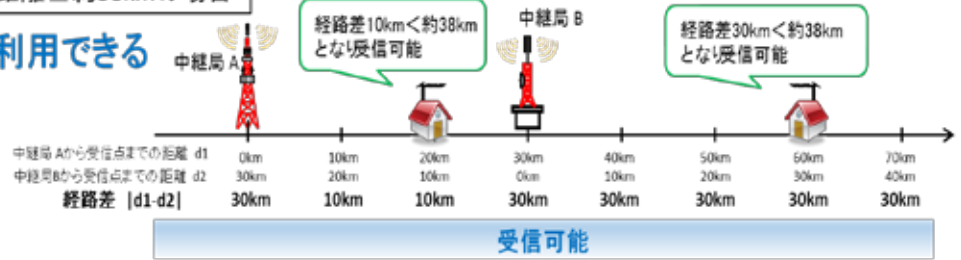 利用できる
中継局 A
経路差10km＜約38km
となり受信可能
中継局 B
経路差30km＜約38km
となり受信可能
中継局 Aから受信点までの距離 d1 0km 10km 20km 30km 40km 50km 60km 70km
中継局Bから受信点までの距離 d2 30km 20km 10km 0km 10km 20km 30km 40km
経路差 |d1-d2| 30km 10km 10km 30km 30km 30km 30km 30km
受信可能